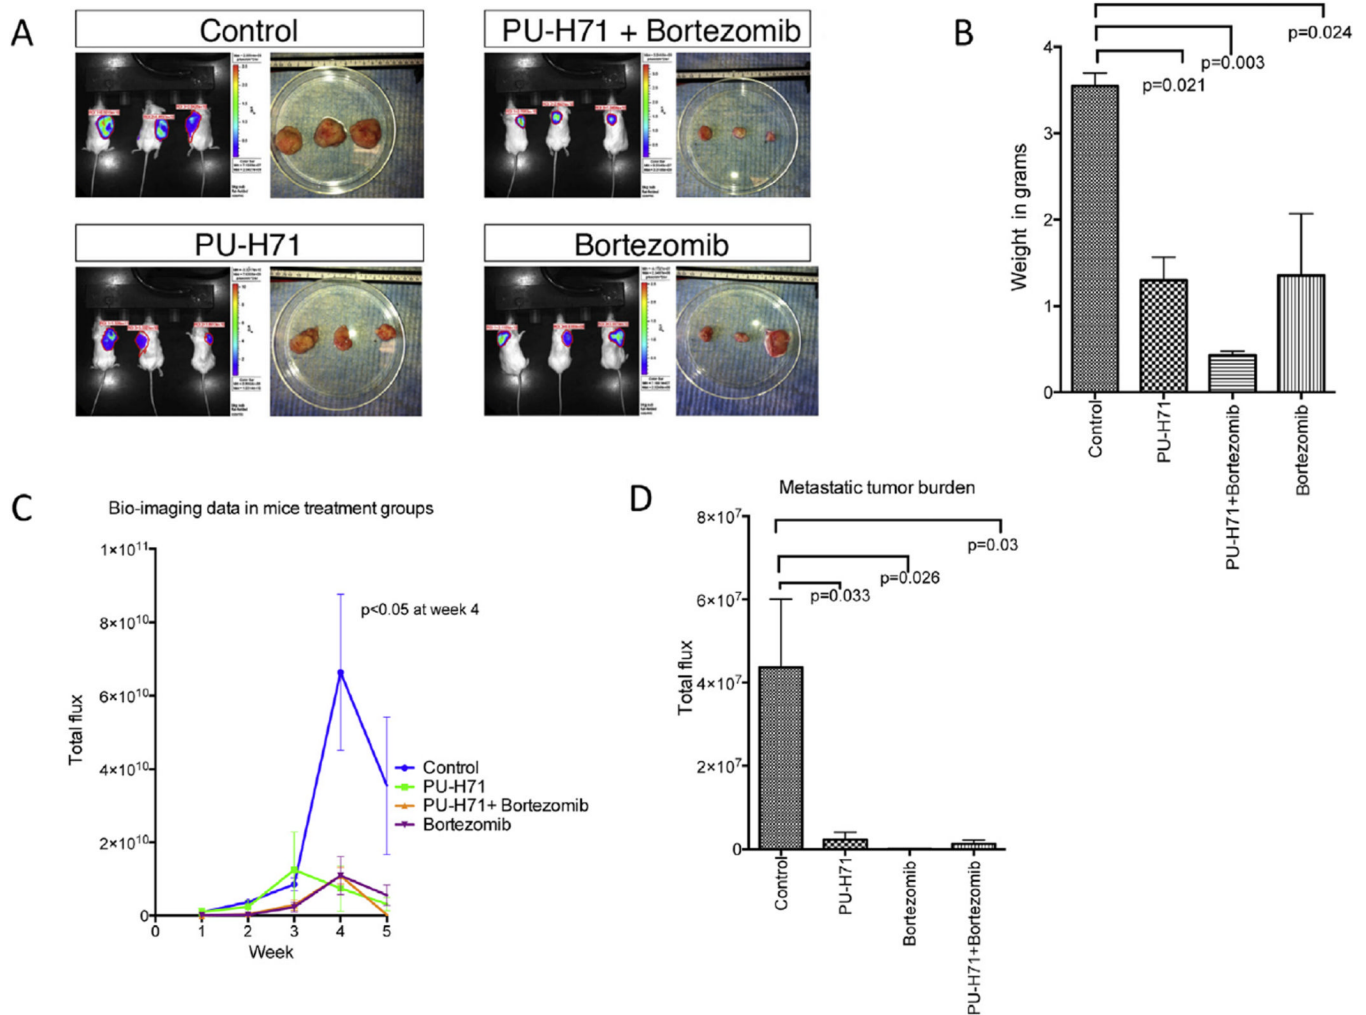 A
Control
PU-H71 + Bortezomib
PU-H71
Bortezomib
B
p=0.024
p=0.003
p=0.021
4
3
2
1
0
Weight in grams
Control
PU-H71
PU-H71+Bortezomib
Bortezomib
C
Bio-imaging data in mice treatment groups
1×10¹¹
8×10¹⁰
6×10¹⁰
4×10¹⁰
2×10¹⁰
0
Total flux
p<0.05 at week 4
Control
PU-H71
PU-H71+ Bortezomib
Bortezomib
0 1 2 3 4 5
Week
D
Metastatic tumor burden
8×10⁷
6×10⁷
4×10⁷
2×10⁷
0
Total flux
p=0.03
p=0.026
p=0.033
Control
PU-H71
Bortezomib
PU-H71+Bortezomib